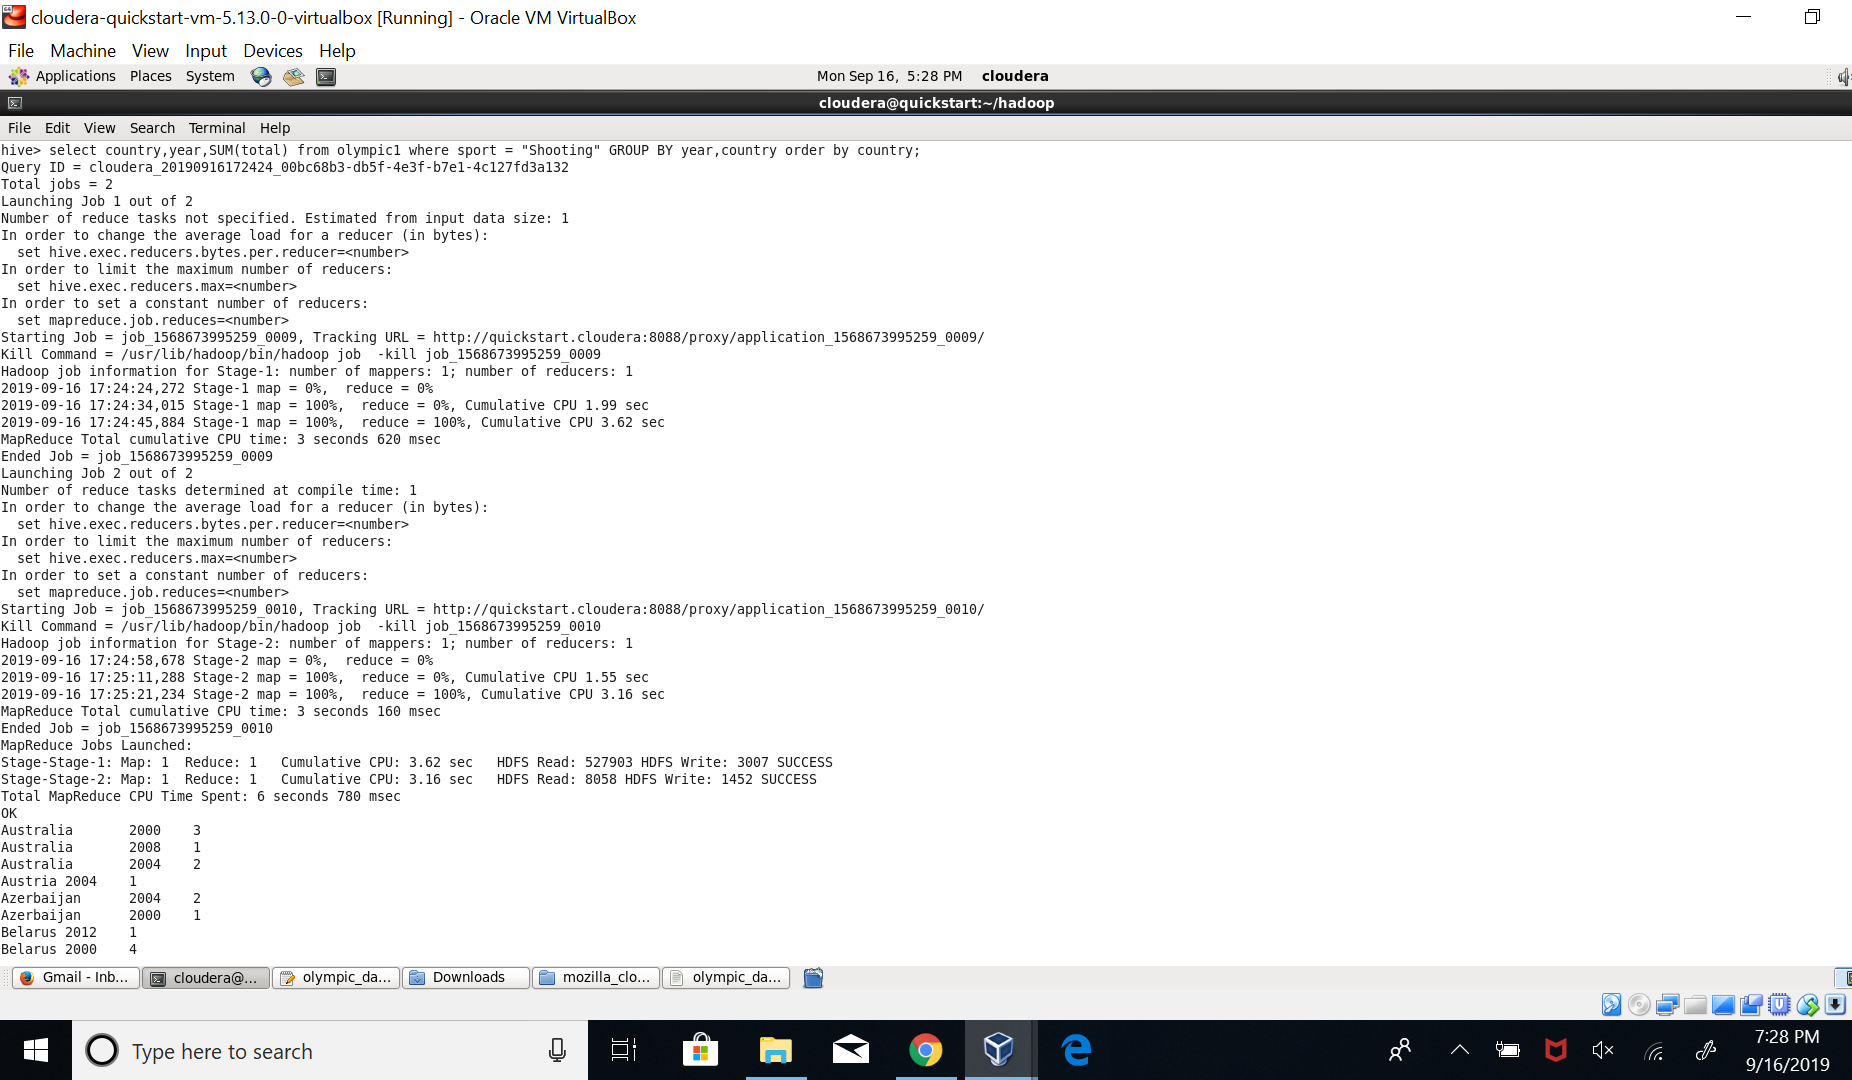 cloudera-quickstart-vm-5.13.0-0-virtualbox [Running] - Oracle VM VirtualBox
File Machine View Input Devices Help
Applications Places System Mon Sep 16, 5:28 PM cloudera
cloudera@quickstart:~/hadoop
File Edit View Search Terminal Help
hive> select country,year,SUM(total) from olympic1 where sport = "Shooting" GROUP BY year,country order by country;
Query ID = cloudera_20190916172424_00bc68b3-db5f-4e3f-b7e1-4c127fd3a132
Total jobs = 2
Launching Job 1 out of 2
Number of reduce tasks not specified. Estimated from input data size: 1
In order to change the average load for a reducer (in bytes):
  set hive.exec.reducers.bytes.per.reducer=<number>
In order to limit the maximum number of reducers:
  set hive.exec.reducers.max=<number>
In order to set a constant number of reducers:
  set mapreduce.job.reduces=<number>
Starting Job = job_1568673995259_0009, Tracking URL = http://quickstart.cloudera:8088/proxy/application_1568673995259_0009/
Kill Command = /usr/lib/hadoop/bin/hadoop job  -kill job_1568673995259_0009
Hadoop job information for Stage-1: number of mappers: 1; number of reducers: 1
2019-09-16 17:24:24,272 Stage-1 map = 0%,  reduce = 0%
2019-09-16 17:24:34,015 Stage-1 map = 100%,  reduce = 0%, Cumulative CPU 1.99 sec
2019-09-16 17:24:45,884 Stage-1 map = 100%,  reduce = 100%, Cumulative CPU 3.62 sec
MapReduce Total cumulative CPU time: 3 seconds 620 msec
Ended Job = job_1568673995259_0009
Launching Job 2 out of 2
Number of reduce tasks determined at compile time: 1
In order to change the average load for a reducer (in bytes):
  set hive.exec.reducers.bytes.per.reducer=<number>
In order to limit the maximum number of reducers:
  set hive.exec.reducers.max=<number>
In order to set a constant number of reducers:
  set mapreduce.job.reduces=<number>
Starting Job = job_1568673995259_0010, Tracking URL = http://quickstart.cloudera:8088/proxy/application_1568673995259_0010/
Kill Command = /usr/lib/hadoop/bin/hadoop job  -kill job_1568673995259_0010
Hadoop job information for Stage-2: number of mappers: 1; number of reducers: 1
2019-09-16 17:24:58,678 Stage-2 map = 0%,  reduce = 0%
2019-09-16 17:25:11,288 Stage-2 map = 100%,  reduce = 0%, Cumulative CPU 1.55 sec
2019-09-16 17:25:21,234 Stage-2 map = 100%,  reduce = 100%, Cumulative CPU 3.16 sec
MapReduce Total cumulative CPU time: 3 seconds 160 msec
Ended Job = job_1568673995259_0010
MapReduce Jobs Launched:
Stage-Stage-1: Map: 1  Reduce: 1   Cumulative CPU: 3.62 sec   HDFS Read: 527903 HDFS Write: 3007 SUCCESS
Stage-Stage-2: Map: 1  Reduce: 1   Cumulative CPU: 3.16 sec   HDFS Read: 8058 HDFS Write: 1452 SUCCESS
Total MapReduce CPU Time Spent: 6 seconds 780 msec
OK
Australia 2000 3
Australia 2008 1
Australia 2004 2
Austria 2004 1
Azerbaijan 2004 2
Azerbaijan 2000 1
Belarus 2012 1
Belarus 2000 4
Gmail - Inb... cloudera@... olympic_da... Downloads mozilla_clo... olympic_da...
Type here to search
7:28 PM
9/16/2019